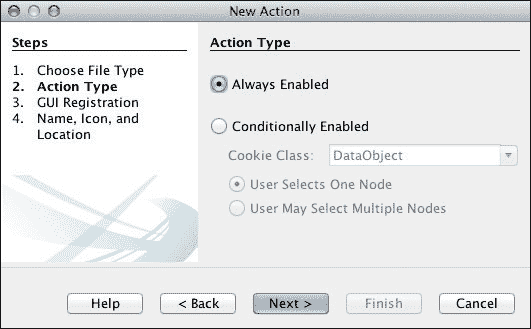 New Action
Steps
1. Choose File Type
2. Action Type
3. GUI Registration
4. Name, Icon, and
Location
Action Type
Always Enabled
Conditionally Enabled
Cookie Class: DataObject
User Selects One Node
User May Select Multiple Nodes
Help
< Back
Next >
Finish
Cancel